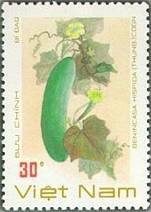 BÍ ĐAO
BƯU CHÍNH
BENINCASA HISPIDA (THUNB.) COGN
30đ
Việt Nam